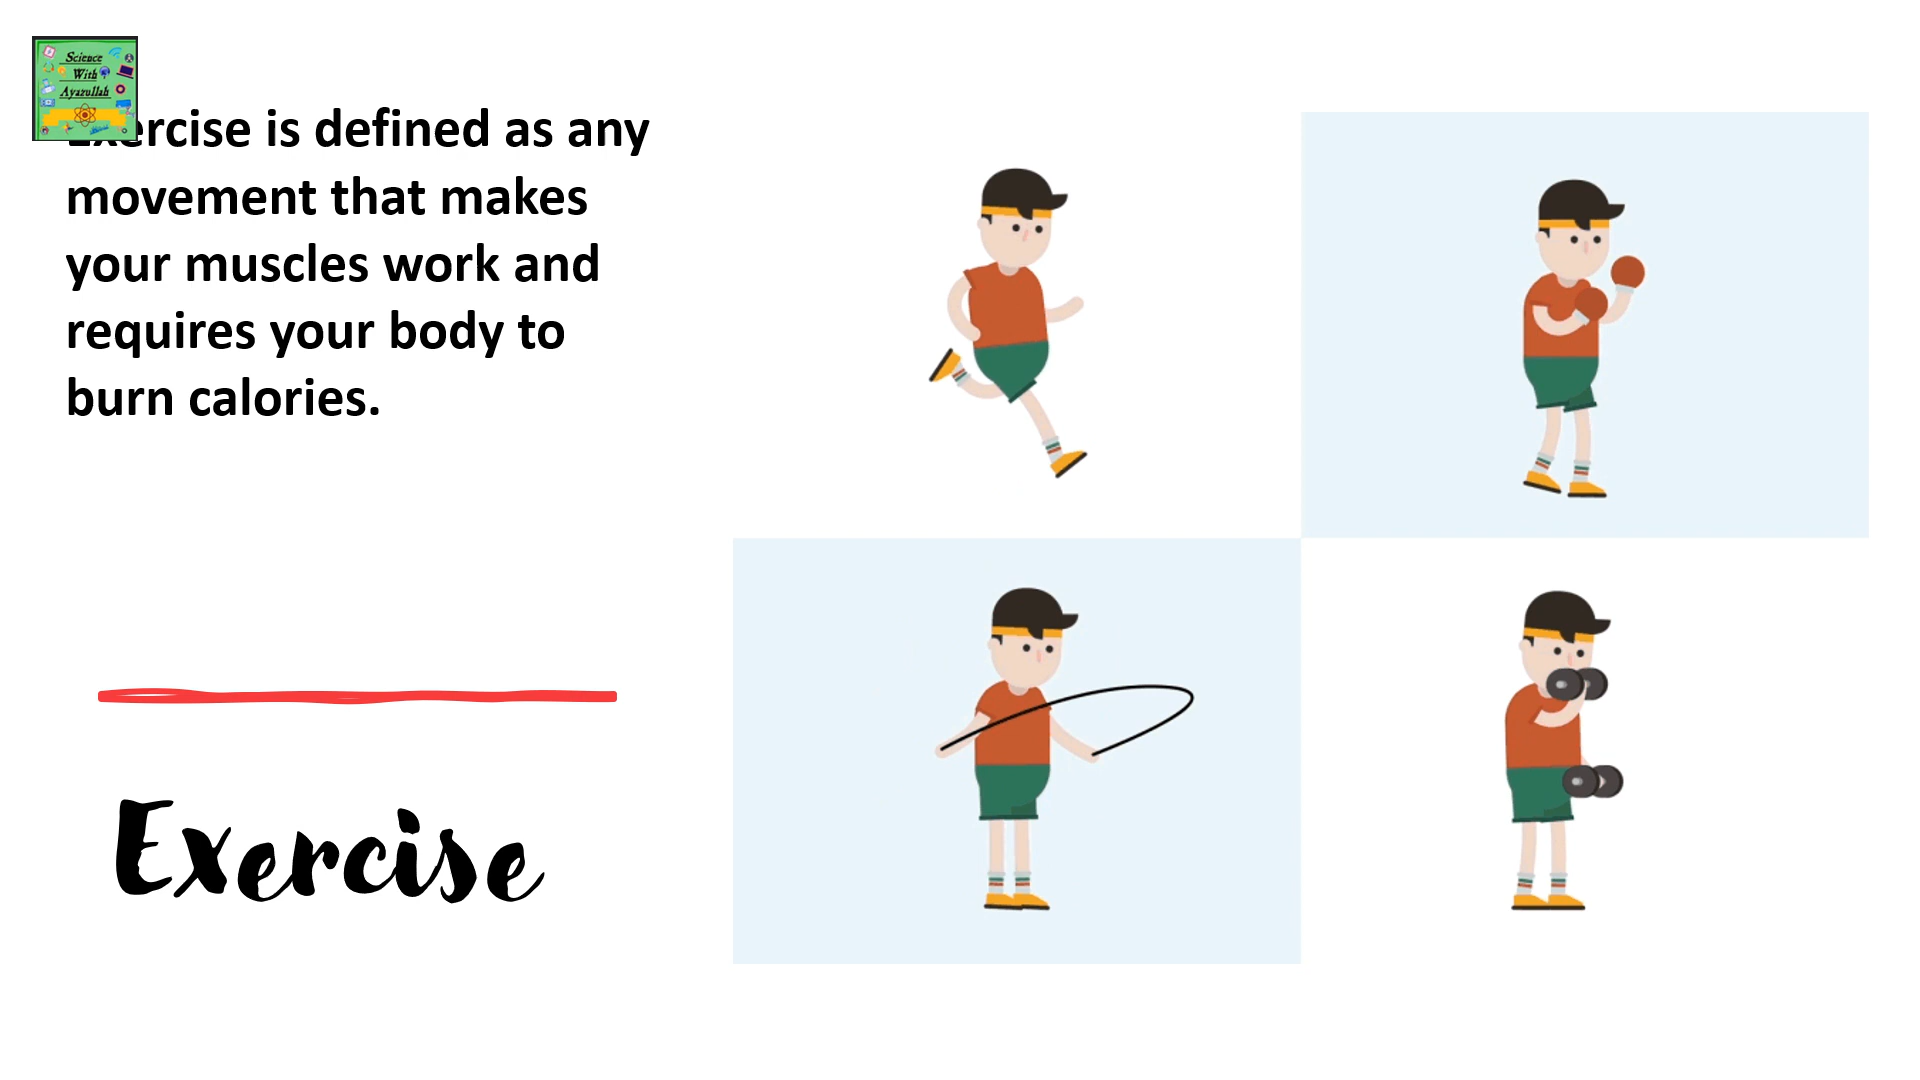 Science
With
Ayazullah
Exercise is defined as any
movement that makes
your muscles work and
requires your body to
burn calories.
Exercise